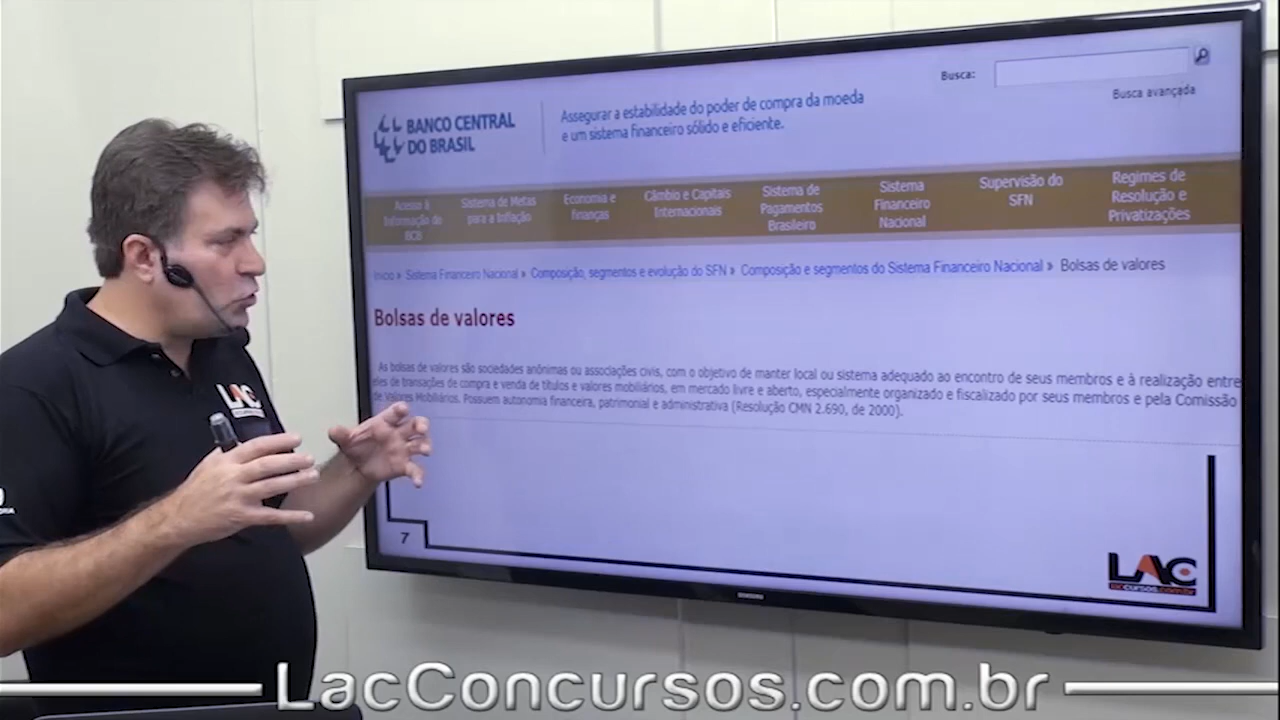 Busca:
Busca avançada
BANCO CENTRAL
DO BRASIL
Assegurar a estabilidade do poder de compra da moeda
e um sistema financeiro sólido e eficiente.
Acesso à
Informação do
BCB
Sistema de Metas
para a Inflação
Economia e
finanças
Câmbio e Capitais
Internacionais
Sistema de
Pagamentos
Brasileiro
Sistema
Financeiro
Nacional
Supervisão do
SFN
Regimes de
Resolução e
Privatizações
Início » Sistema Financeiro Nacional » Composição, segmentos e evolução do SFN » Composição e segmentos do Sistema Financeiro Nacional » Bolsas de valores
Bolsas de valores
As bolsas de valores são sociedades anônimas ou associações civis, com o objetivo de manter local ou sistema adequado ao encontro de seus membros e à realização entre
eles de transações de compra e venda de títulos e valores mobiliários, em mercado livre e aberto, especialmente organizado e fiscalizado por seus membros e pela Comissão
de Valores Mobiliários. Possuem autonomia financeira, patrimonial e administrativa (Resolução CMN 2.690, de 2000).
7
LAC
laccursos.com.br
SAMSUNG
LAC
LacConcursos.com.br